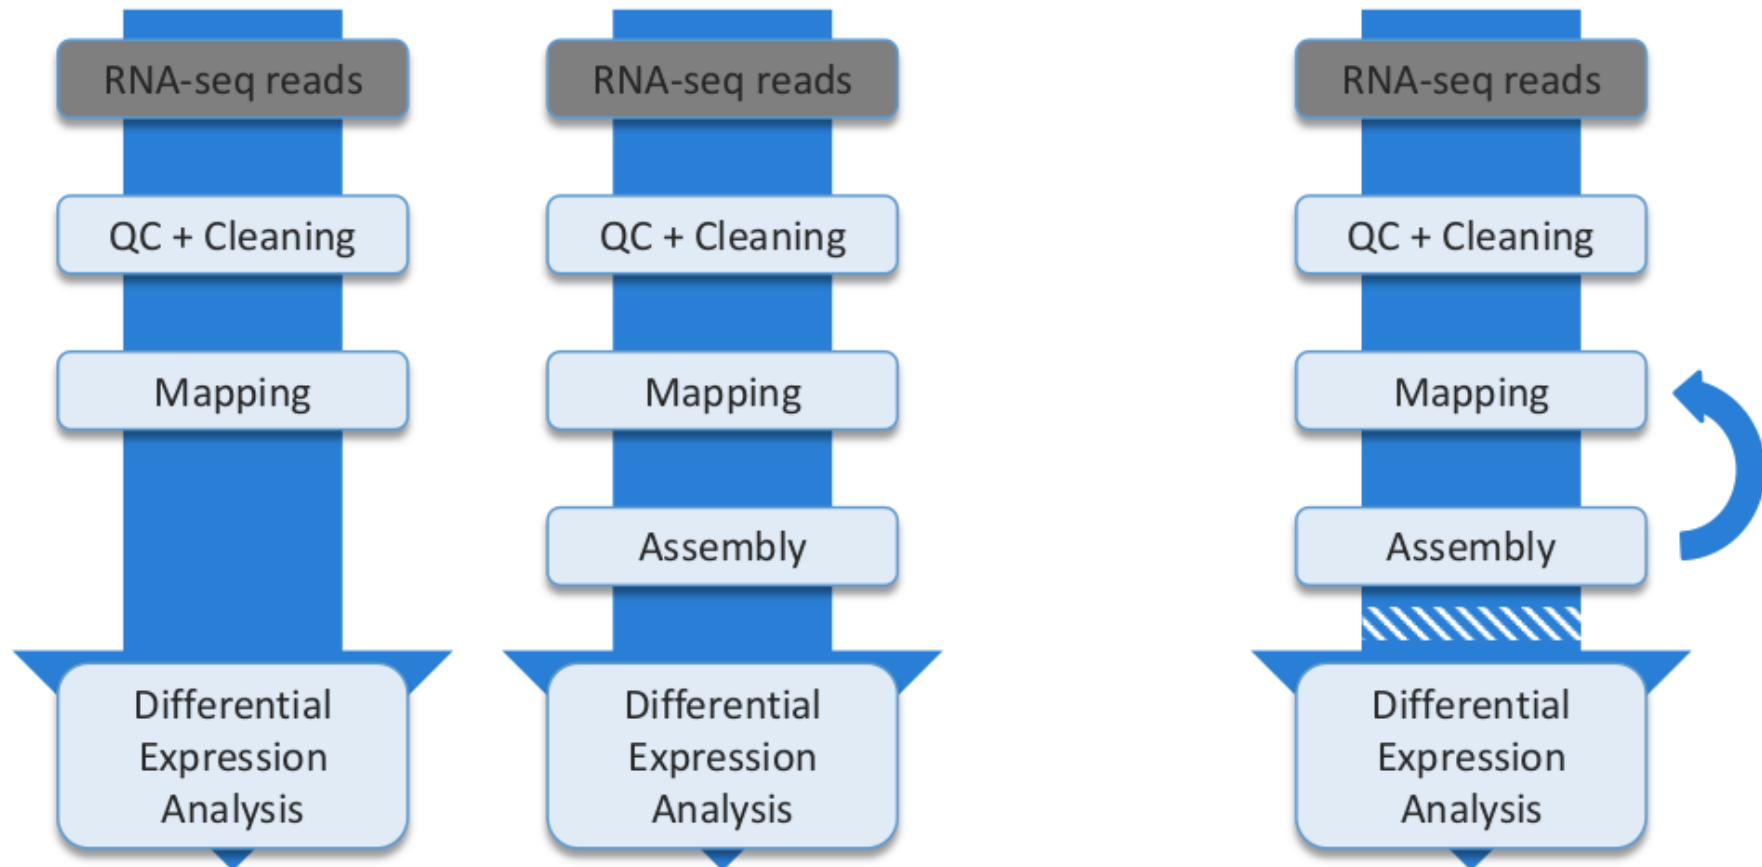 RNA-seq reads
QC + Cleaning
Mapping
Differential
Expression
Analysis
RNA-seq reads
QC + Cleaning
Mapping
Assembly
Differential
Expression
Analysis
RNA-seq reads
QC + Cleaning
Mapping
Assembly
Differential
Expression
Analysis